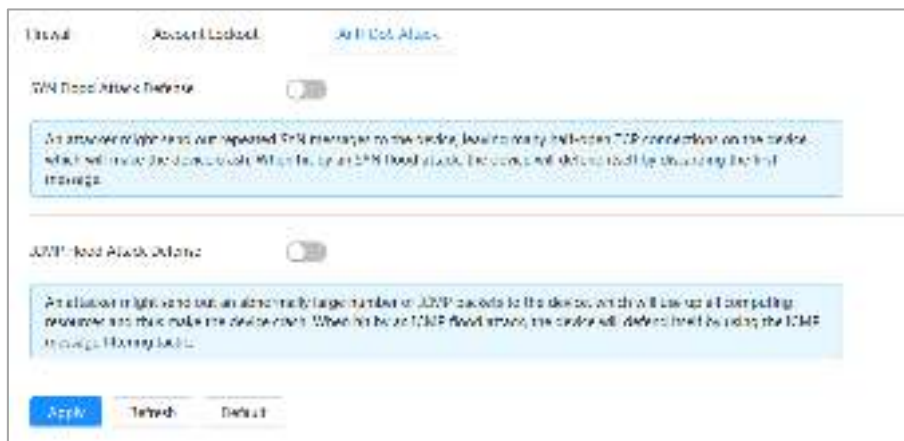 Firewall Account Lockout Anti-DoS Attack
SYN Flood Attack Defense
An attacker might send out repeated SYN messages to the device, leaving many half-open TCP connections on the device,
which will make the device crash. When hit by an SYN flood attack, the device will defend itself by discarding the first
message.
ICMP Flood Attack Defense
An attacker might send out an abnormally large number of ICMP packets to the device, which will use up all computing
resources and thus make the device crash. When hit by an ICMP flood attack, the device will defend itself by using the ICMP
message filtering tactic.
Apply Refresh Default